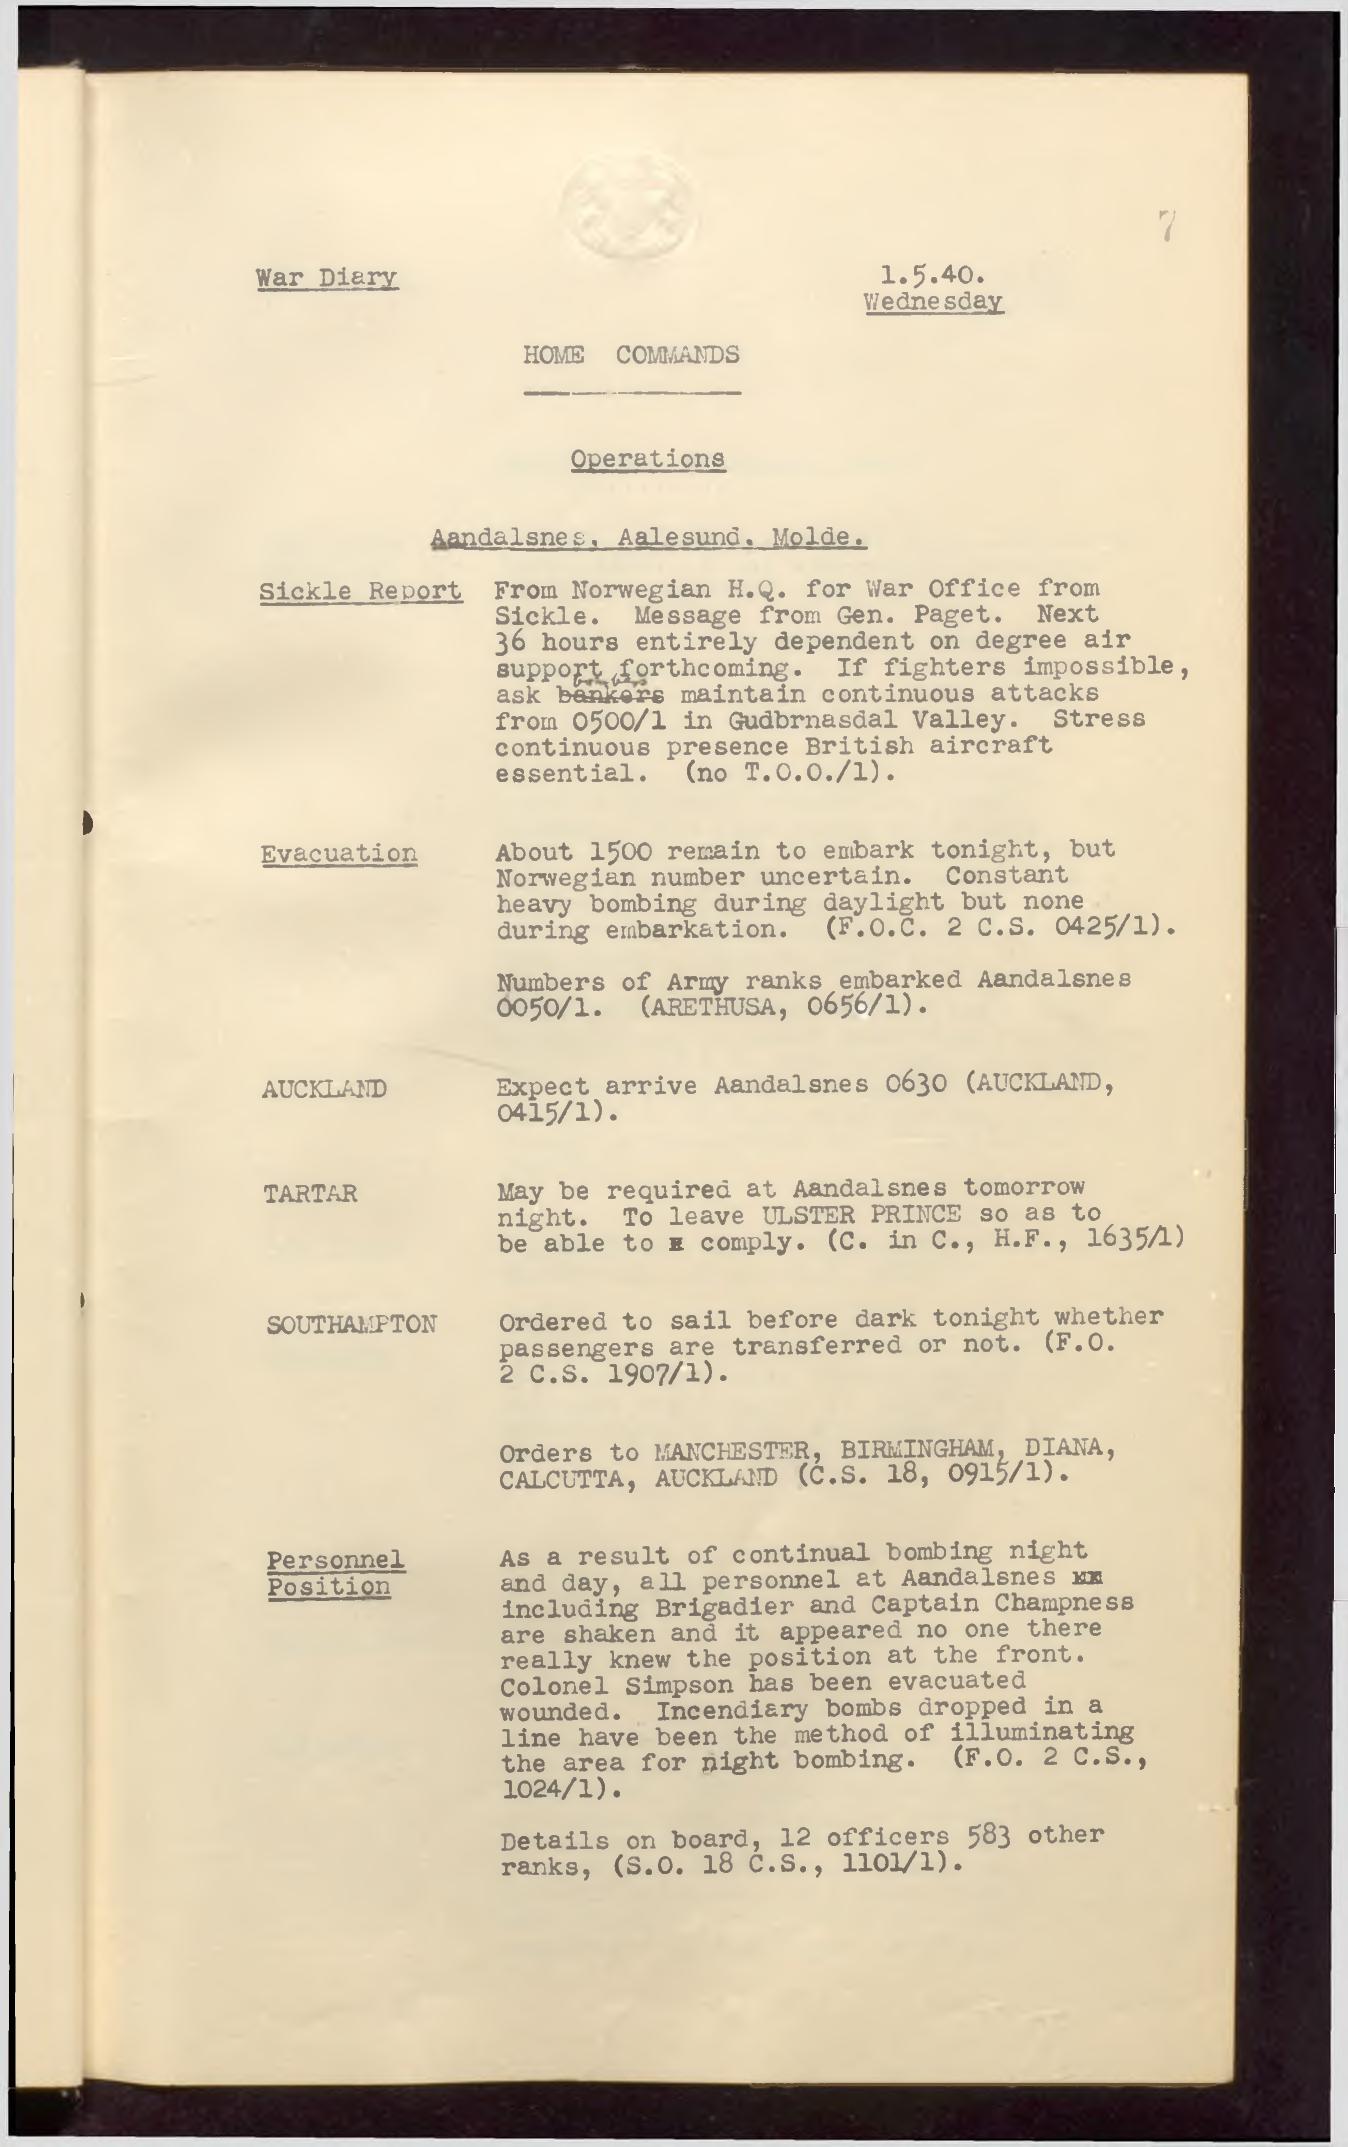 7
War Diary 1.5.40.
Wednesday
HOME COMMANDS
Operations
Aandalsnes, Aalesund, Molde.
Sickle Report From Norwegian H.Q. for War Office from
Sickle. Message from Gen. Paget. Next
36 hours entirely dependent on degree air
support forthcoming. If fighters impossible,
bombers
ask bankers maintain continuous attacks
from 0500/1 in Gudbrnasdal Valley. Stress
continuous presence British aircraft
essential. (no T.O.O./1).
Evacuation About 1500 remain to embark tonight, but
Norwegian number uncertain. Constant
heavy bombing during daylight but none
during embarkation. (F.O.C. 2 C.S. 0425/1).
Numbers of Army ranks embarked Aandalsnes
0050/1. (ARETHUSA, 0656/1).
AUCKLAND Expect arrive Aandalsnes 0630 (AUCKLAND,
0415/1).
TARTAR May be required at Aandalsnes tomorrow
night. To leave ULSTER PRINCE so as to
be able to comply. (C. in C., H.F., 1635/1)
SOUTHAMPTON Ordered to sail before dark tonight whether
passengers are transferred or not. (F.O.
2 C.S. 1907/1).
Orders to MANCHESTER, BIRMINGHAM, DIANA,
CALCUTTA, AUCKLAND (C.S. 18, 0915/1).
Personnel As a result of continual bombing night
Position and day, all personnel at Aandalsnes
including Brigadier and Captain Champness
are shaken and it appeared no one there
really knew the position at the front.
Colonel Simpson has been evacuated
wounded. Incendiary bombs dropped in a
line have been the method of illuminating
the area for night bombing. (F.O. 2 C.S.,
1024/1).
Details on board, 12 officers 583 other
ranks, (S.O. 18 C.S., 1101/1).